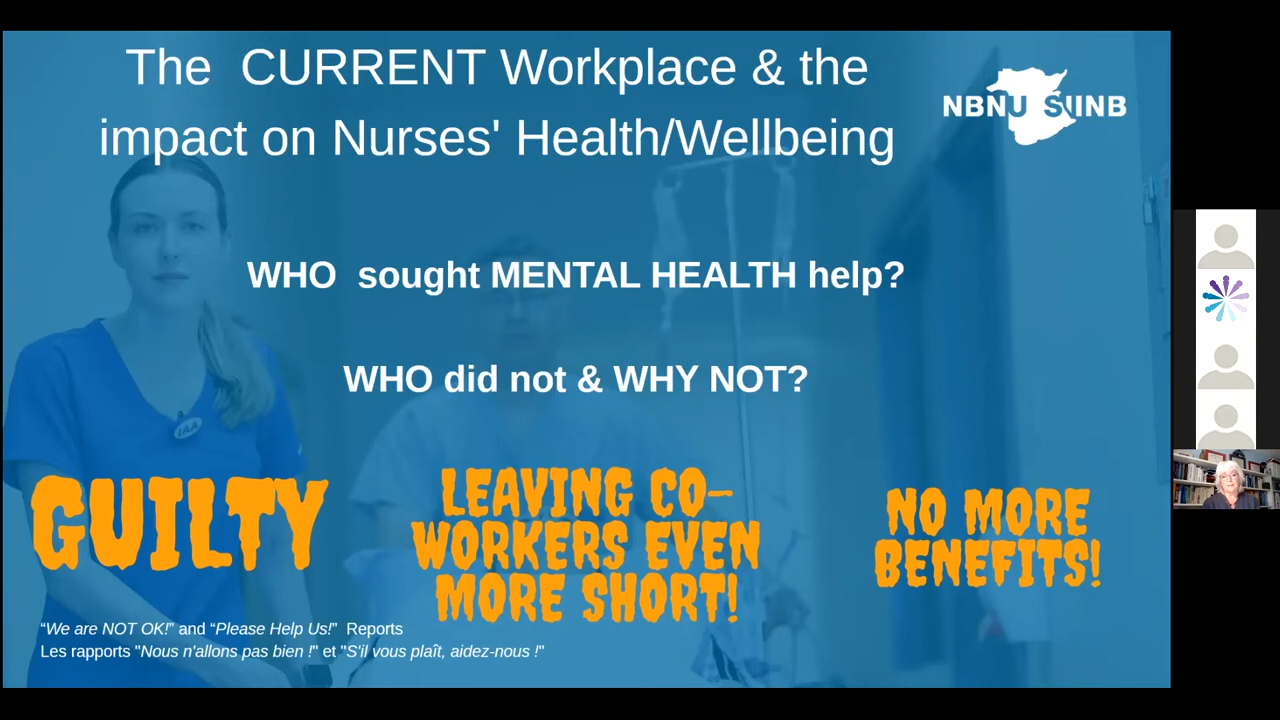 The CURRENT Workplace & the
impact on Nurses' Health/Wellbeing
NBNU SIINB
WHO sought MENTAL HEALTH help?
WHO did not & WHY NOT?
IAA
GUILTY
LEAVING CO-
WORKERS EVEN
MORE SHORT!
NO MORE
BENEFITS!
“We are NOT OK!” and “Please Help Us!” Reports
Les rapports "Nous n'allons pas bien !" et "S'il vous plaît, aidez-nous !"